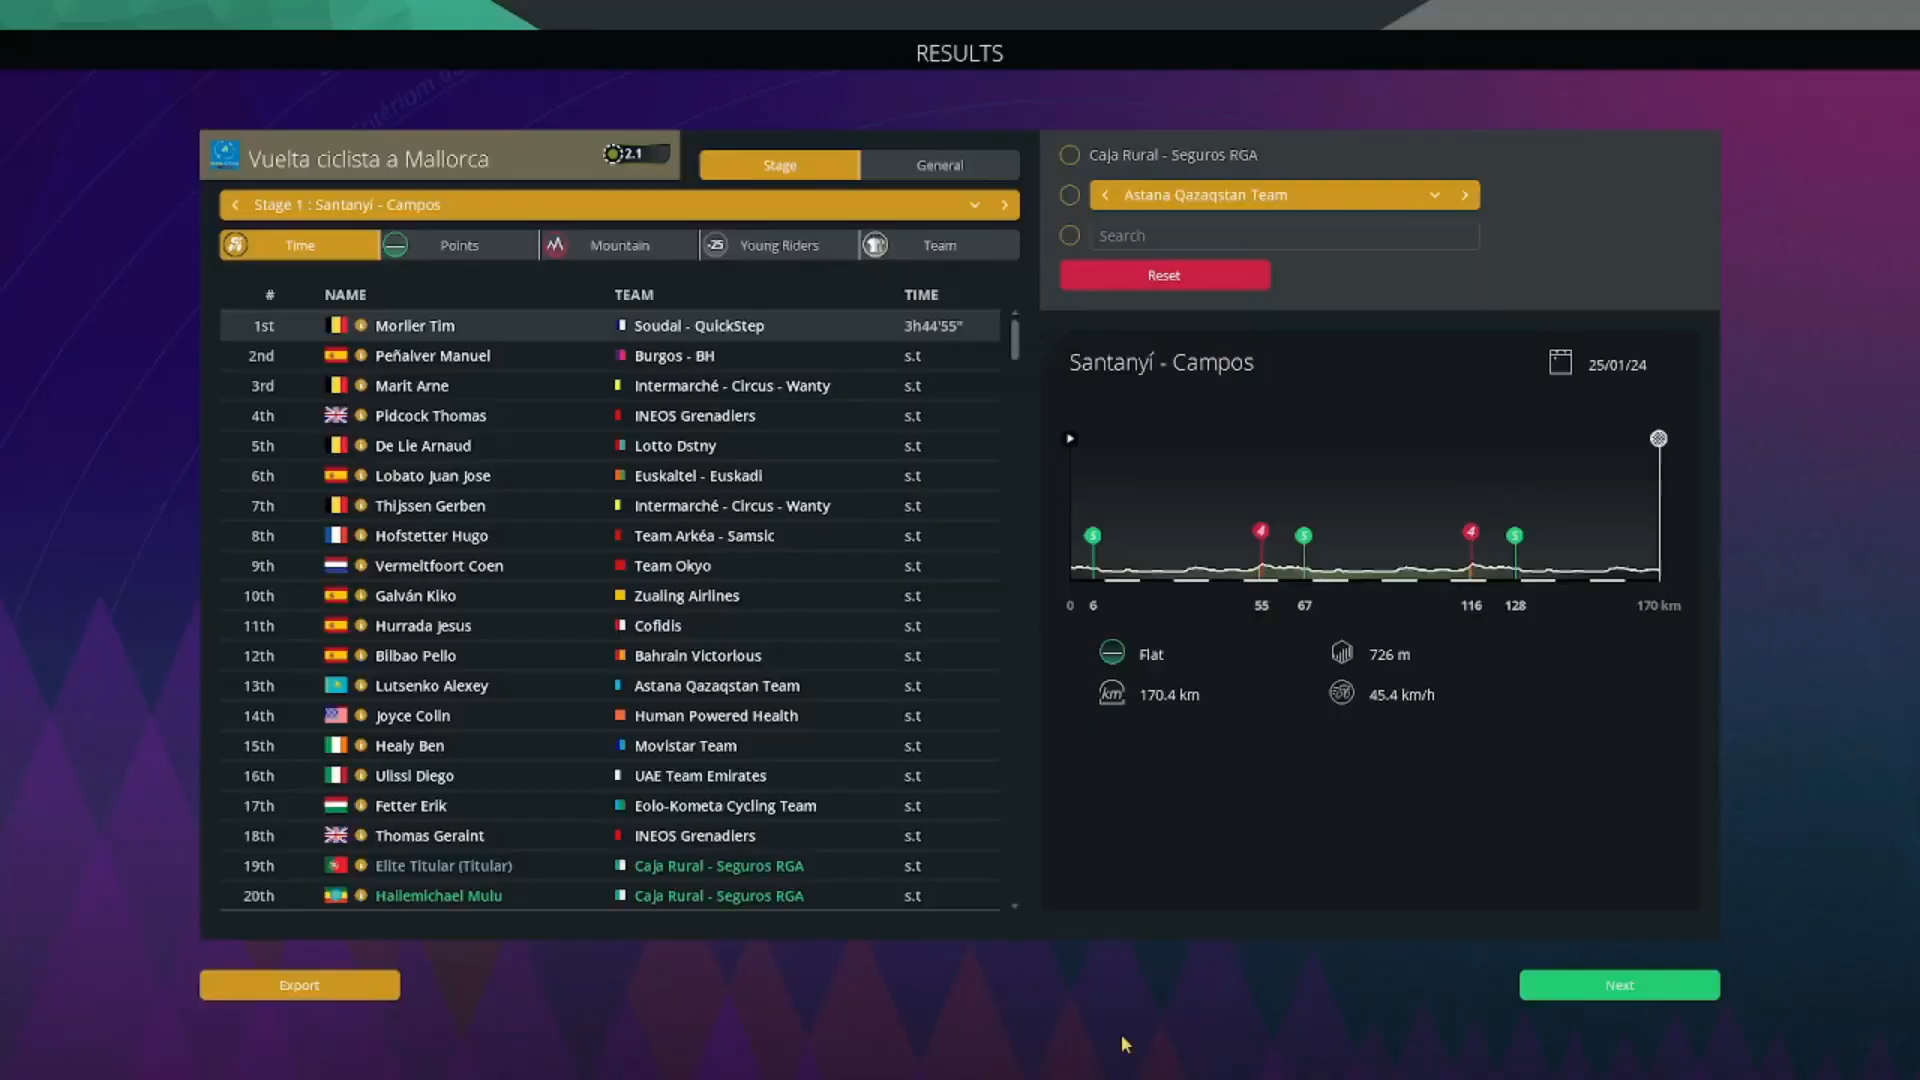 RESULTS
Vuelta ciclista a Mallorca
2.1
Stage
General
Stage 1 : Santanyí - Campos
Time
Points
Mountain
-25 Young Riders
Team
# NAME TEAM TIME
1st Morlier Tim Soudal - QuickStep 3h44'55"
2nd Peñalver Manuel Burgos - BH s.t
3rd Marit Arne Intermarché - Circus - Wanty s.t
4th Pidcock Thomas INEOS Grenadiers s.t
5th De Lie Arnaud Lotto Dstny s.t
6th Lobato Juan Jose Euskaltel - Euskadi s.t
7th Thijssen Gerben Intermarché - Circus - Wanty s.t
8th Hofstetter Hugo Team Arkéa - Samsic s.t
9th Vermeltfoort Coen Team Okyo s.t
10th Galván Kiko Zualing Airlines s.t
11th Hurrada Jesus Cofidis s.t
12th Bilbao Pello Bahrain Victorious s.t
13th Lutsenko Alexey Astana Qazaqstan Team s.t
14th Joyce Colin Human Powered Health s.t
15th Healy Ben Movistar Team s.t
16th Ulissi Diego UAE Team Emirates s.t
17th Fetter Erik Eolo-Kometa Cycling Team s.t
18th Thomas Geraint INEOS Grenadiers s.t
19th Elite Titular (Titular) Caja Rural - Seguros RGA s.t
20th Hailemichael Mulu Caja Rural - Seguros RGA s.t
Export
Caja Rural - Seguros RGA
Astana Qazaqstan Team
Search
Reset
Santanyí - Campos
25/01/24
S 4 S 4 S
0 6 55 67 116 128 170 km
Flat
726 m
km 170.4 km
45.4 km/h
Next